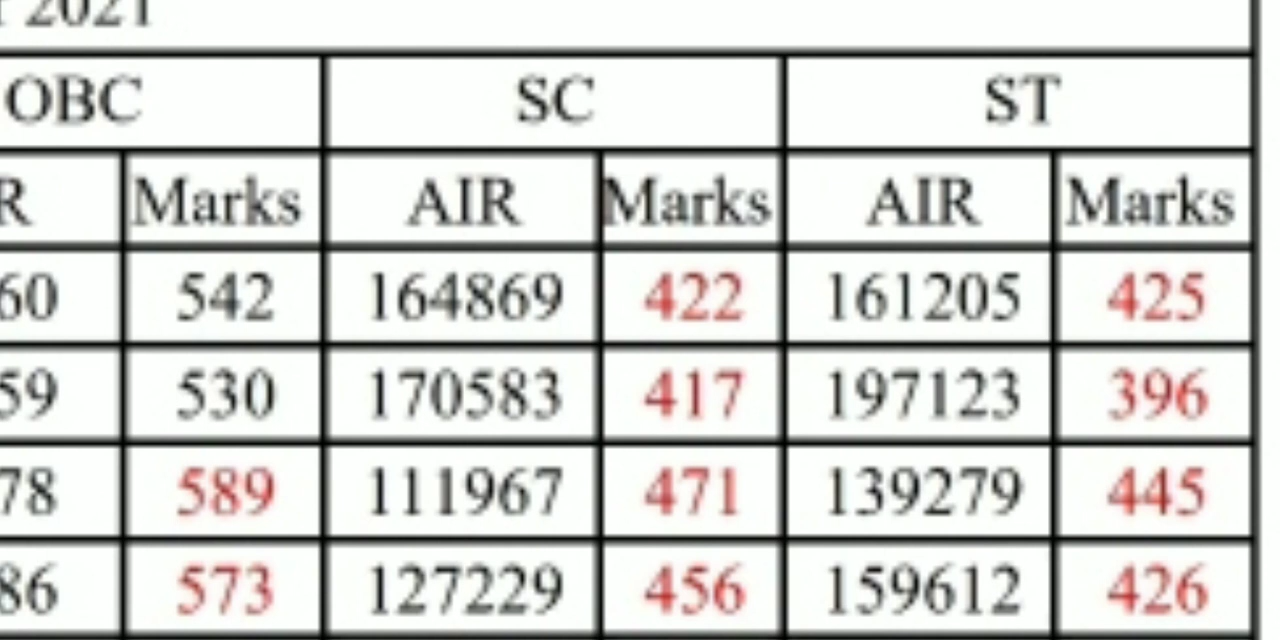 2021
OBC SC ST
R Marks AIR Marks AIR Marks
60 542 164869 422 161205 425
59 530 170583 417 197123 396
78 589 111967 471 139279 445
86 573 127229 456 159612 426